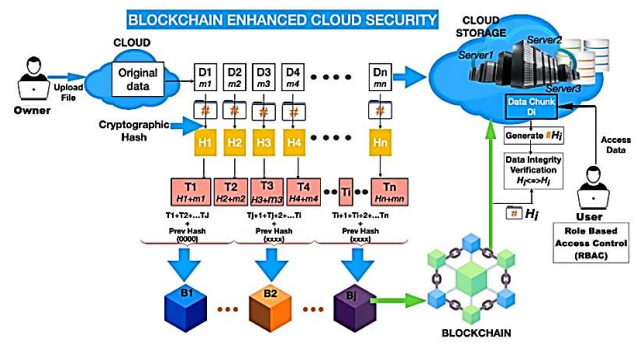 BLOCKCHAIN ENHANCED CLOUD SECURITY
CLOUD
CLOUD
STORAGE
Server1
Server2
Server3
Owner
Upload
File
Original
data
D1
m1
D2
m2
D3
m3
D4
m4
Dn
mn
Cryptographic
Hash
#
#
#
#
#
H1
H2
H3
H4
Hn
T1
H1+m1
T2
H2+m2
T3
H3+m3
T4
H4+m4
Ti
Tn
Hn+mn
T1+T2+...TJ
+
Prev Hash
(0000)
Tj+1+Tj+2+...Ti
+
Prev Hash
(xxxx)
Ti+1+Ti+2+...Tn
+
Prev Hash
(xxxx)
B1
B2
Bj
BLOCKCHAIN
Data Chunk
Di
Generate #Hi
Data Integrity
Verification
Hi<=>Hi
# Hi
Access
Data
User
Role Based
Access Control
(RBAC)